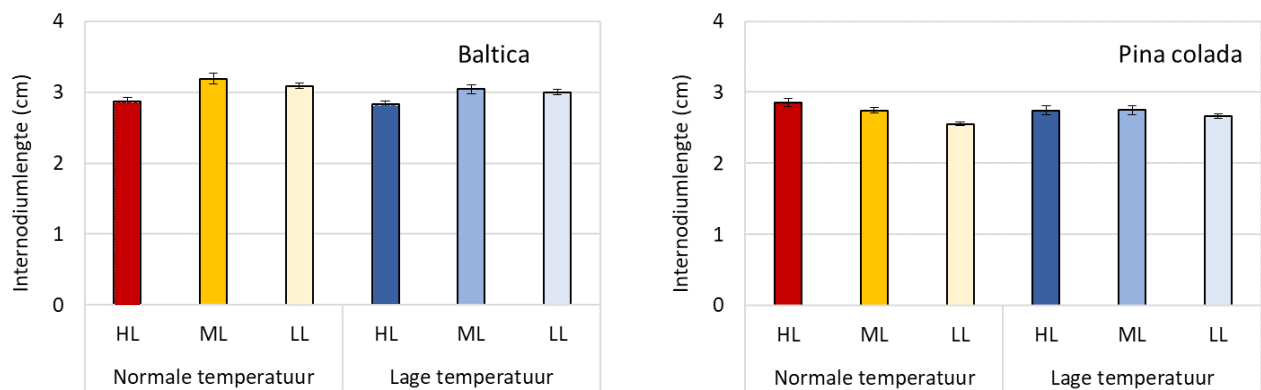 Baltica
Internodiumlengte (cm)
4
3
2
1
0
HL ML LL HL ML LL
Normale temperatuur Lage temperatuur
Pina colada
Internodiumlengte (cm)
4
3
2
1
0
HL ML LL HL ML LL
Normale temperatuur Lage temperatuur